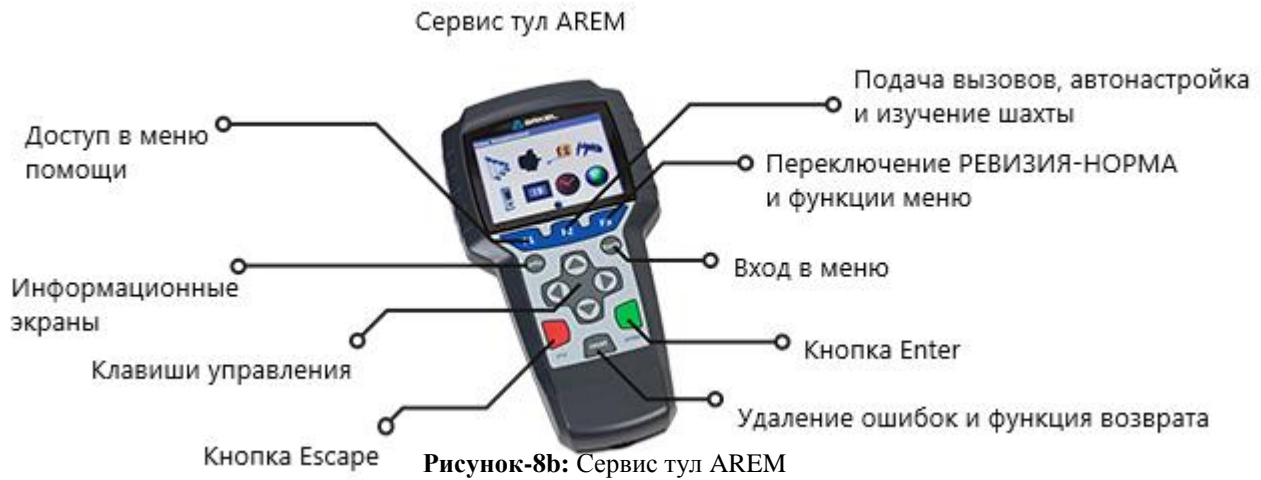 Сервис тул AREM
Подача вызовов, автонастройка
и изучение шахты
Доступ в меню
помощи
Переключение РЕВИЗИЯ-НОРМА
и функции меню
ARKEL
Вход в меню
Информационные
экраны
Клавиши управления
Кнопка Enter
Удаление ошибок и функция возврата
Кнопка Escape
Рисунок-8b: Сервис тул AREM